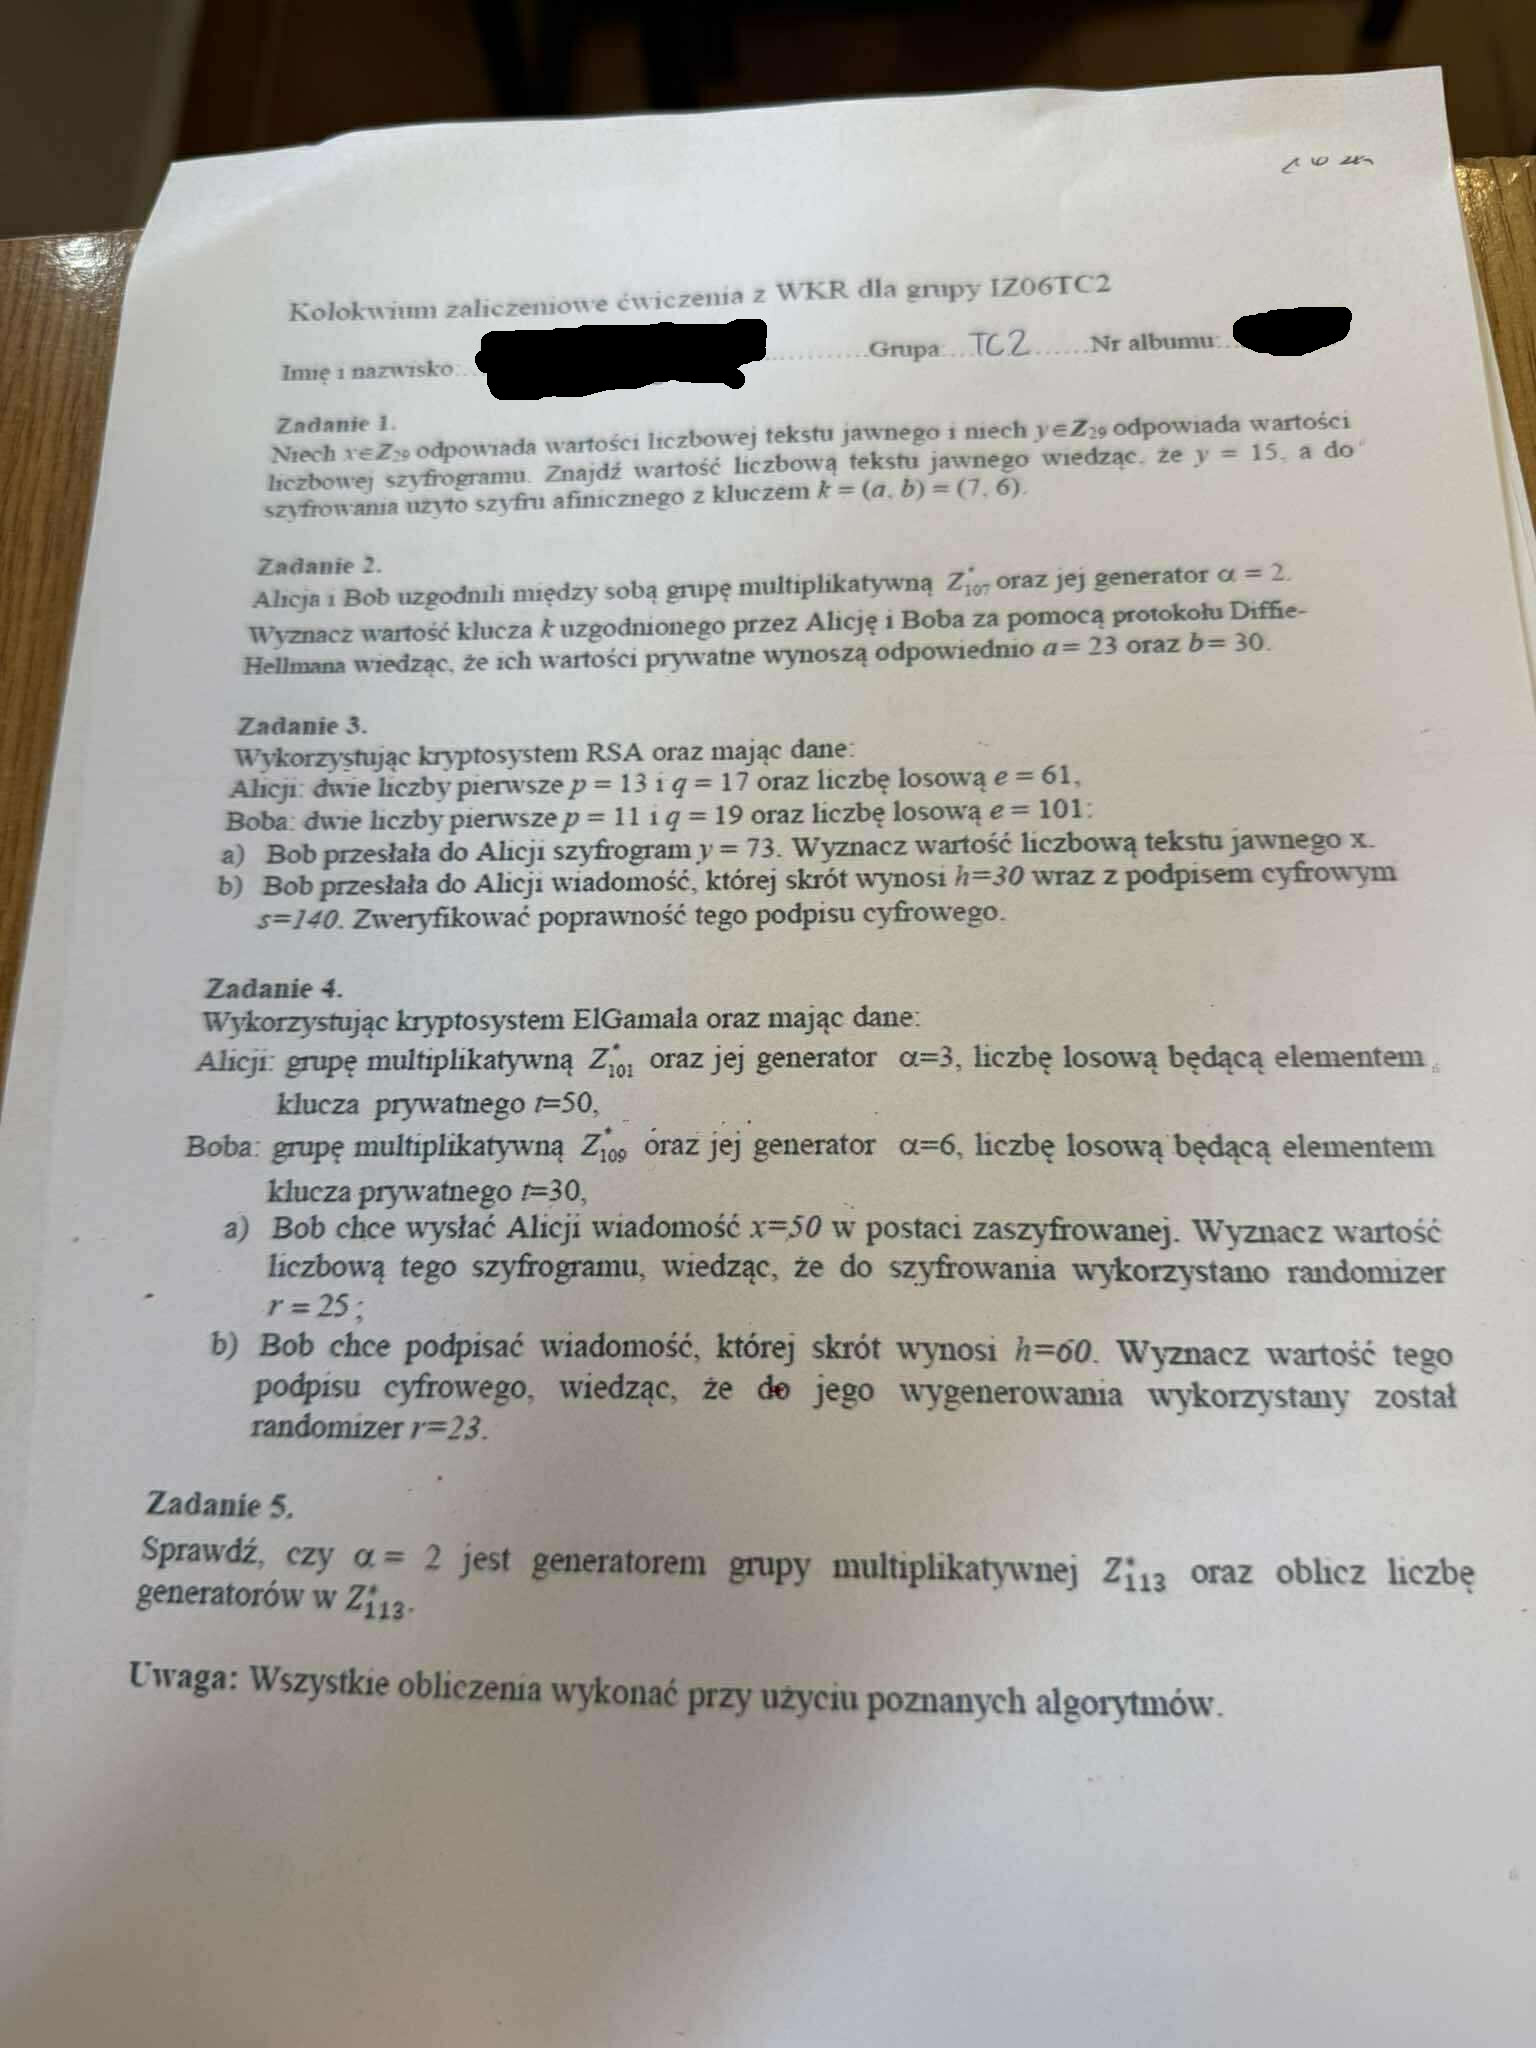 Kolokwium zaliczeniowe ćwiczenia z WKR dla grupy IZ06TC2
Imię i nazwisko: Grupa: TC2 Nr albumu:
Zadanie 1.
Niech x∈Z₂₉ odpowiada wartości liczbowej tekstu jawnego i niech y∈Z₂₉ odpowiada wartości
liczbowej szyfrogramu. Znajdź wartość liczbową tekstu jawnego wiedząc, że y = 15, a do
szyfrowania użyto szyfru afinicznego z kluczem k = (a, b) = (7, 6).
Zadanie 2.
Alicja i Bob uzgodnili między sobą grupę multiplikatywną Z*₁₀₇ oraz jej generator α = 2.
Wyznacz wartość klucza k uzgodnionego przez Alicję i Boba za pomocą protokołu Diffie-
Hellmana wiedząc, że ich wartości prywatne wynoszą odpowiednio a= 23 oraz b= 30.
Zadanie 3.
Wykorzystując kryptosystem RSA oraz mając dane:
Alicji: dwie liczby pierwsze p = 13 i q = 17 oraz liczbę losową e = 61,
Boba: dwie liczby pierwsze p = 11 i q = 19 oraz liczbę losową e = 101:
a) Bob przesłała do Alicji szyfrogram y = 73. Wyznacz wartość liczbową tekstu jawnego x.
b) Bob przesłała do Alicji wiadomość, której skrót wynosi h=30 wraz z podpisem cyfrowym
s=140. Zweryfikować poprawność tego podpisu cyfrowego.
Zadanie 4.
Wykorzystując kryptosystem ElGamala oraz mając dane:
Alicji: grupę multiplikatywną Z*₁₀₁ oraz jej generator α=3, liczbę losową będącą elementem
klucza prywatnego t=50,
Boba: grupę multiplikatywną Z*₁₀₉ oraz jej generator α=6, liczbę losową będącą elementem
klucza prywatnego t=30,
a) Bob chce wysłać Alicji wiadomość x=50 w postaci zaszyfrowanej. Wyznacz wartość
liczbową tego szyfrogramu, wiedząc, że do szyfrowania wykorzystano randomizer
r = 25 ;
b) Bob chce podpisać wiadomość, której skrót wynosi h=60. Wyznacz wartość tego
podpisu cyfrowego, wiedząc, że do jego wygenerowania wykorzystany został
randomizer r=23.
Zadanie 5.
Sprawdź, czy α = 2 jest generatorem grupy multiplikatywnej Z*₁₁₃ oraz oblicz liczbę
generatorów w Z*₁₁₃.
Uwaga: Wszystkie obliczenia wykonać przy użyciu poznanych algorytmów.